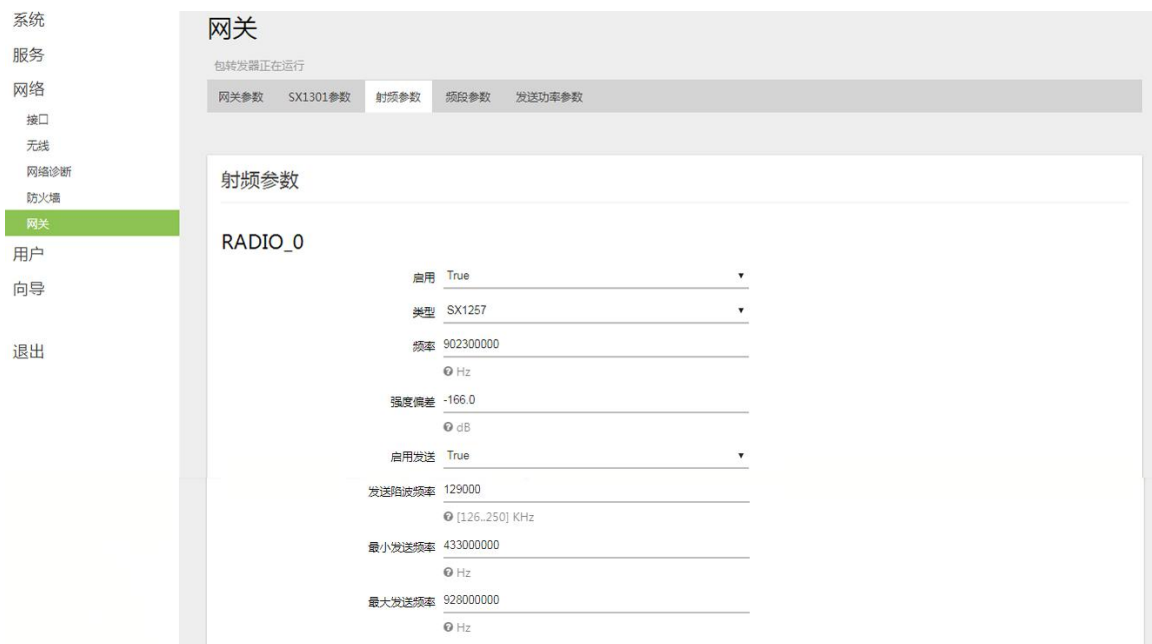 系统
服务
网络
接口
无线
网络诊断
防火墙
网关
用户
向导
退出
网关
包转发器正在运行
网关参数 SX1301参数 射频参数 频段参数 发送功率参数
射频参数
RADIO_0
启用 True
类型 SX1257
频率 902300000
Hz
强度偏差 -166.0
dB
启用发送 True
发送陷波频率 129000
[126..250] KHz
最小发送频率 433000000
Hz
最大发送频率 928000000
Hz